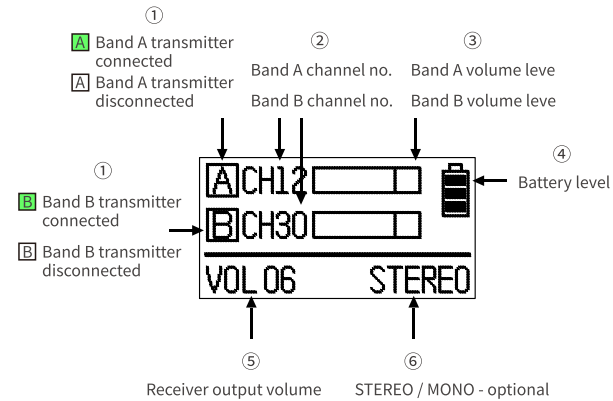 ①
A Band A transmitter
connected
A Band A transmitter
disconnected
②
Band A channel no.
Band B channel no.
③
Band A volume leve
Band B volume leve
①
B Band B transmitter
connected
B Band B transmitter
disconnected
A CH12
B CH30
VOL 06 STEREO
④
Battery level
⑤
Receiver output volume
⑥
STEREO / MONO - optional